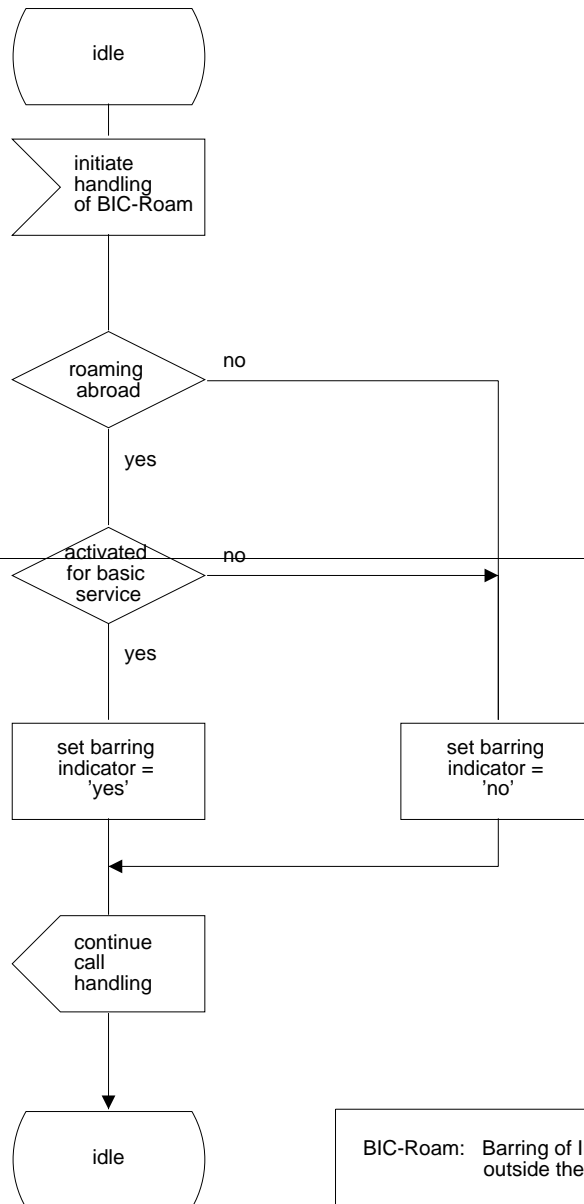 idle
initiate
handling
of BIC-Roam
roaming
abroad
no
yes
activated
for basic
service
no
yes
set barring
indicator =
'yes'
set barring
indicator =
'no'
continue
call
handling
idle
BIC-Roam: Barring of I
outside the